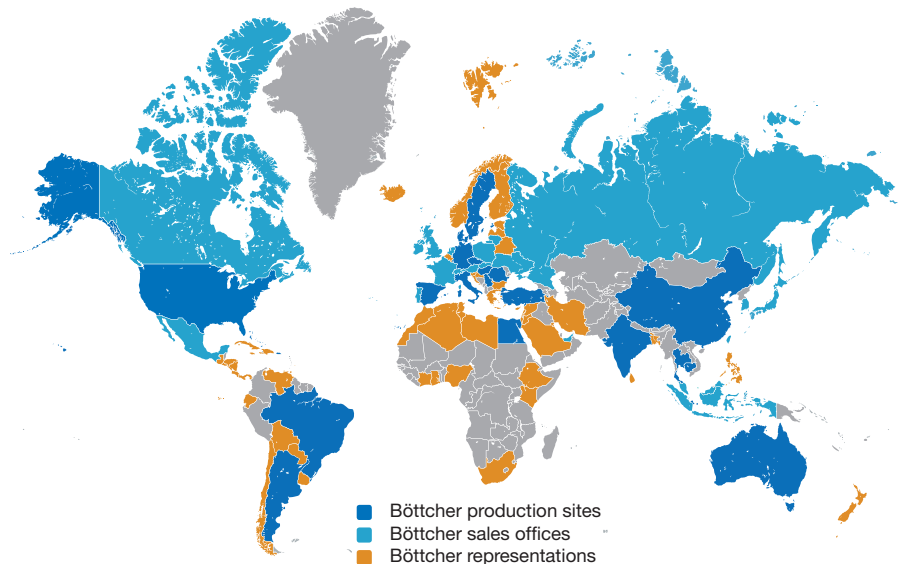 Böttcher production sites
Böttcher sales offices
Böttcher representations